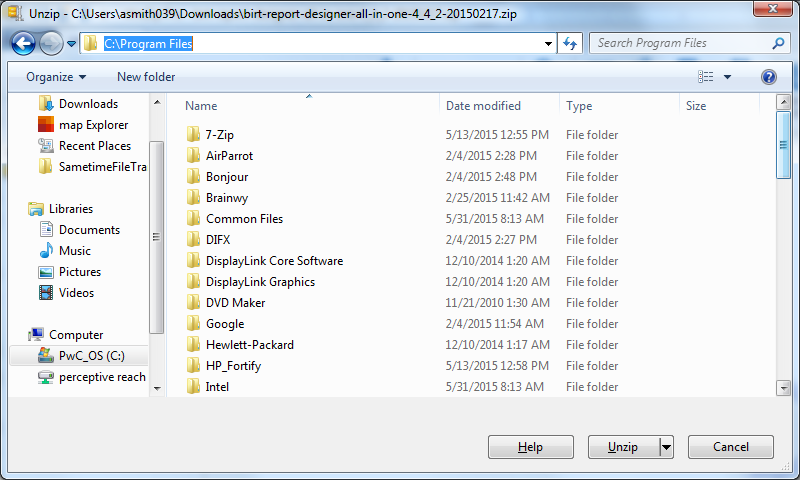 Unzip - C:\Users\asmith039\Downloads\birt-report-designer-all-in-one-4_4_2-20150217.zip
C:\Program Files
Search Program Files
Organize
New folder
Downloads
map Explorer
Recent Places
SametimeFileTra
Libraries
Documents
Music
Pictures
Videos
Computer
PwC_OS (C:)
perceptive reach
Name Date modified Type Size
7-Zip 5/13/2015 12:55 PM File folder
AirParrot 2/4/2015 2:28 PM File folder
Bonjour 2/4/2015 2:48 PM File folder
Brainwy 2/25/2015 11:42 AM File folder
Common Files 5/31/2015 8:13 AM File folder
DIFX 2/4/2015 2:27 PM File folder
DisplayLink Core Software 12/10/2014 1:20 AM File folder
DisplayLink Graphics 12/10/2014 1:20 AM File folder
DVD Maker 11/21/2010 1:30 AM File folder
Google 2/4/2015 11:54 AM File folder
Hewlett-Packard 12/10/2014 1:17 AM File folder
HP_Fortify 5/13/2015 12:58 PM File folder
Intel 5/31/2015 8:13 AM File folder
Help
Unzip
Cancel